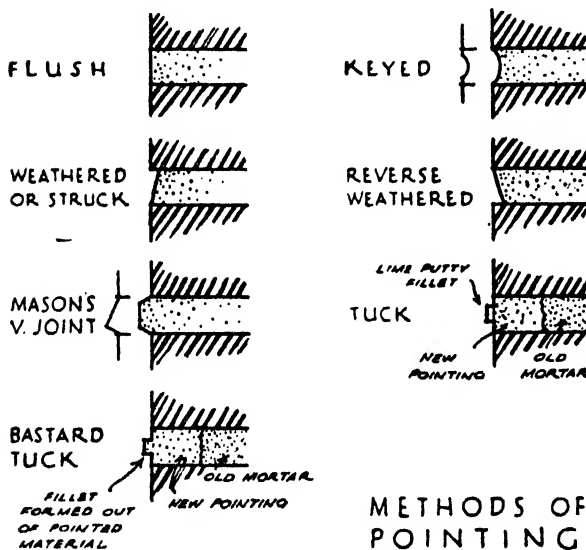 FLUSH
KEYED
WEATHERED
OR STRUCK
REVERSE
WEATHERED
MASON'S
V. JOINT
LIME PUTTY
FILLET
TUCK
NEW
POINTING
OLD
MORTAR
BASTARD
TUCK
FILLET
FORMED OUT
OF POINTED
MATERIAL
NEW POINTING
OLD MORTAR
METHODS OF
POINTING